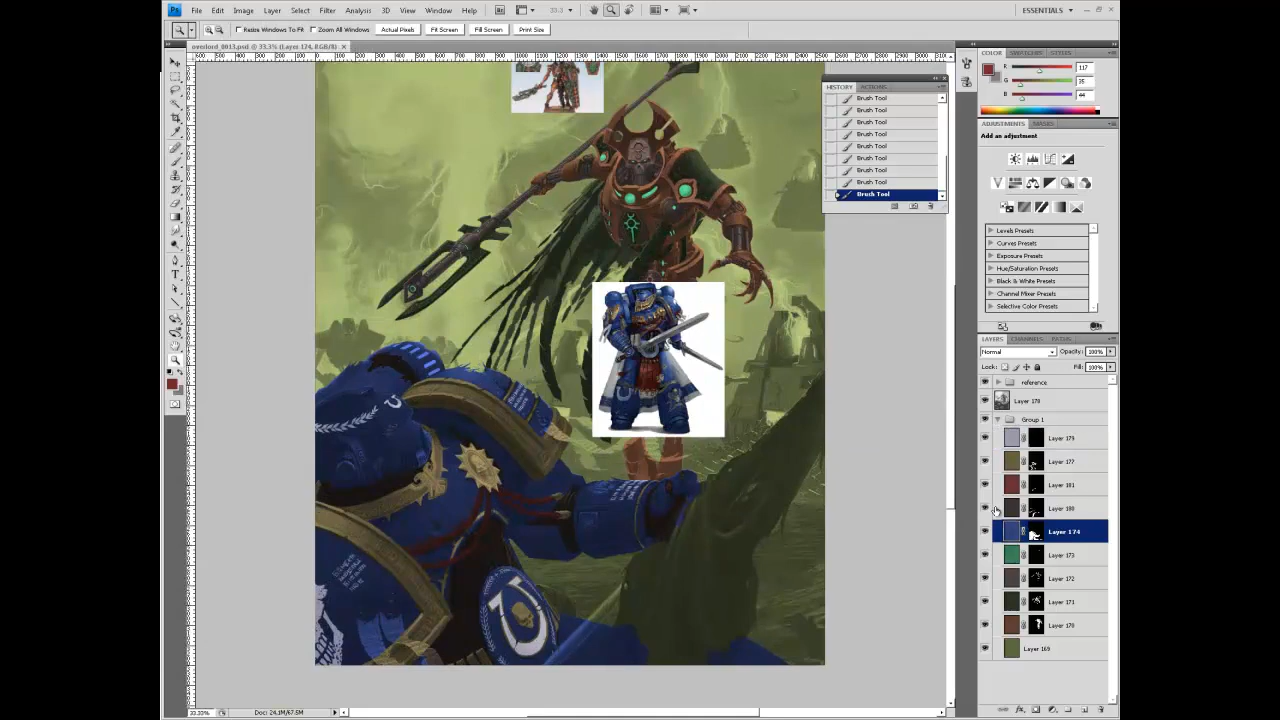 Ps File Edit Image Layer Select Filter Analysis 3D View Window Help Br 33.3 ESSENTIALS
Resize Windows To Fit Zoom All Windows Actual Pixels Fit Screen Fill Screen Print Size
overlord_0013.psd @ 33.3% (Layer 174, RGB/8)
COLOR SWATCHES STYLES
R 117
G 35
B 44
HISTORY ACTIONS
Brush Tool
Brush Tool
Brush Tool
Brush Tool
Brush Tool
Brush Tool
Brush Tool
Brush Tool
Brush Tool
ADJUSTMENTS MASKS
Add an adjustment
Levels Presets
Curves Presets
Exposure Presets
Hue/Saturation Presets
Black & White Presets
Channel Mixer Presets
Selective Color Presets
LAYERS CHANNELS PATHS
Normal Opacity: 100%
Lock: Fill: 100%
reference
Layer 178
Group 1
Layer 179
Layer 177
Layer 181
Layer 180
Layer 174
Layer 173
Layer 172
Layer 171
Layer 170
Layer 169
33.33% Doc: 24.1M/67.5M